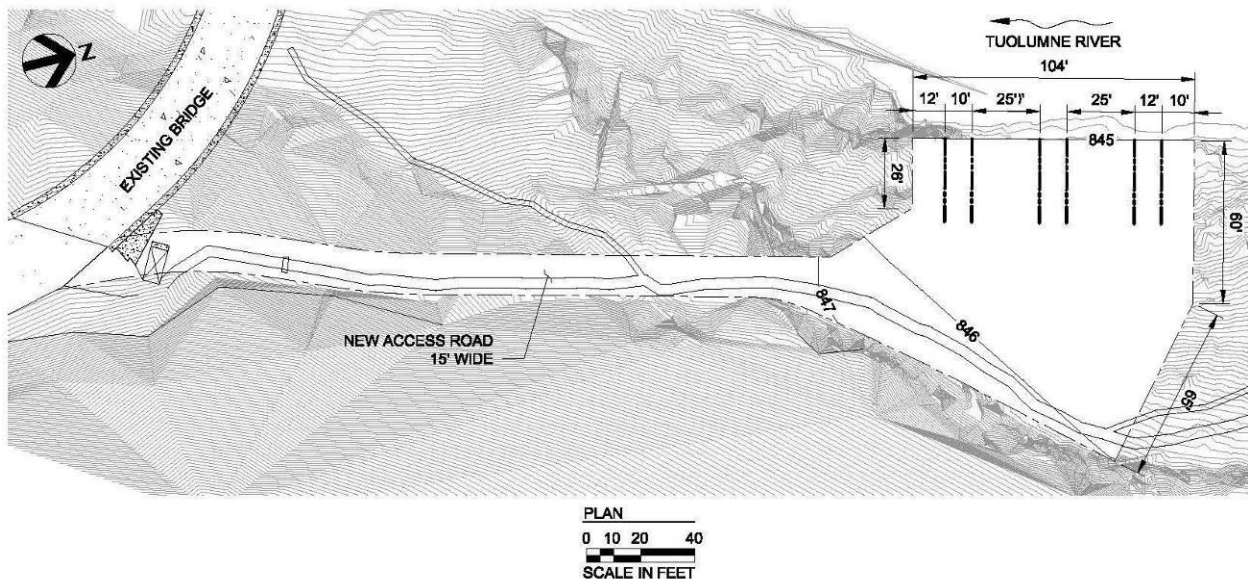 TUOLUMNE RIVER
104'
12' 10' 25' 25' 12' 10'
Z
EXISTING BRIDGE
845
26'
60'
847
846
NEW ACCESS ROAD
15' WIDE
65'
PLAN
0 10 20 40
SCALE IN FEET